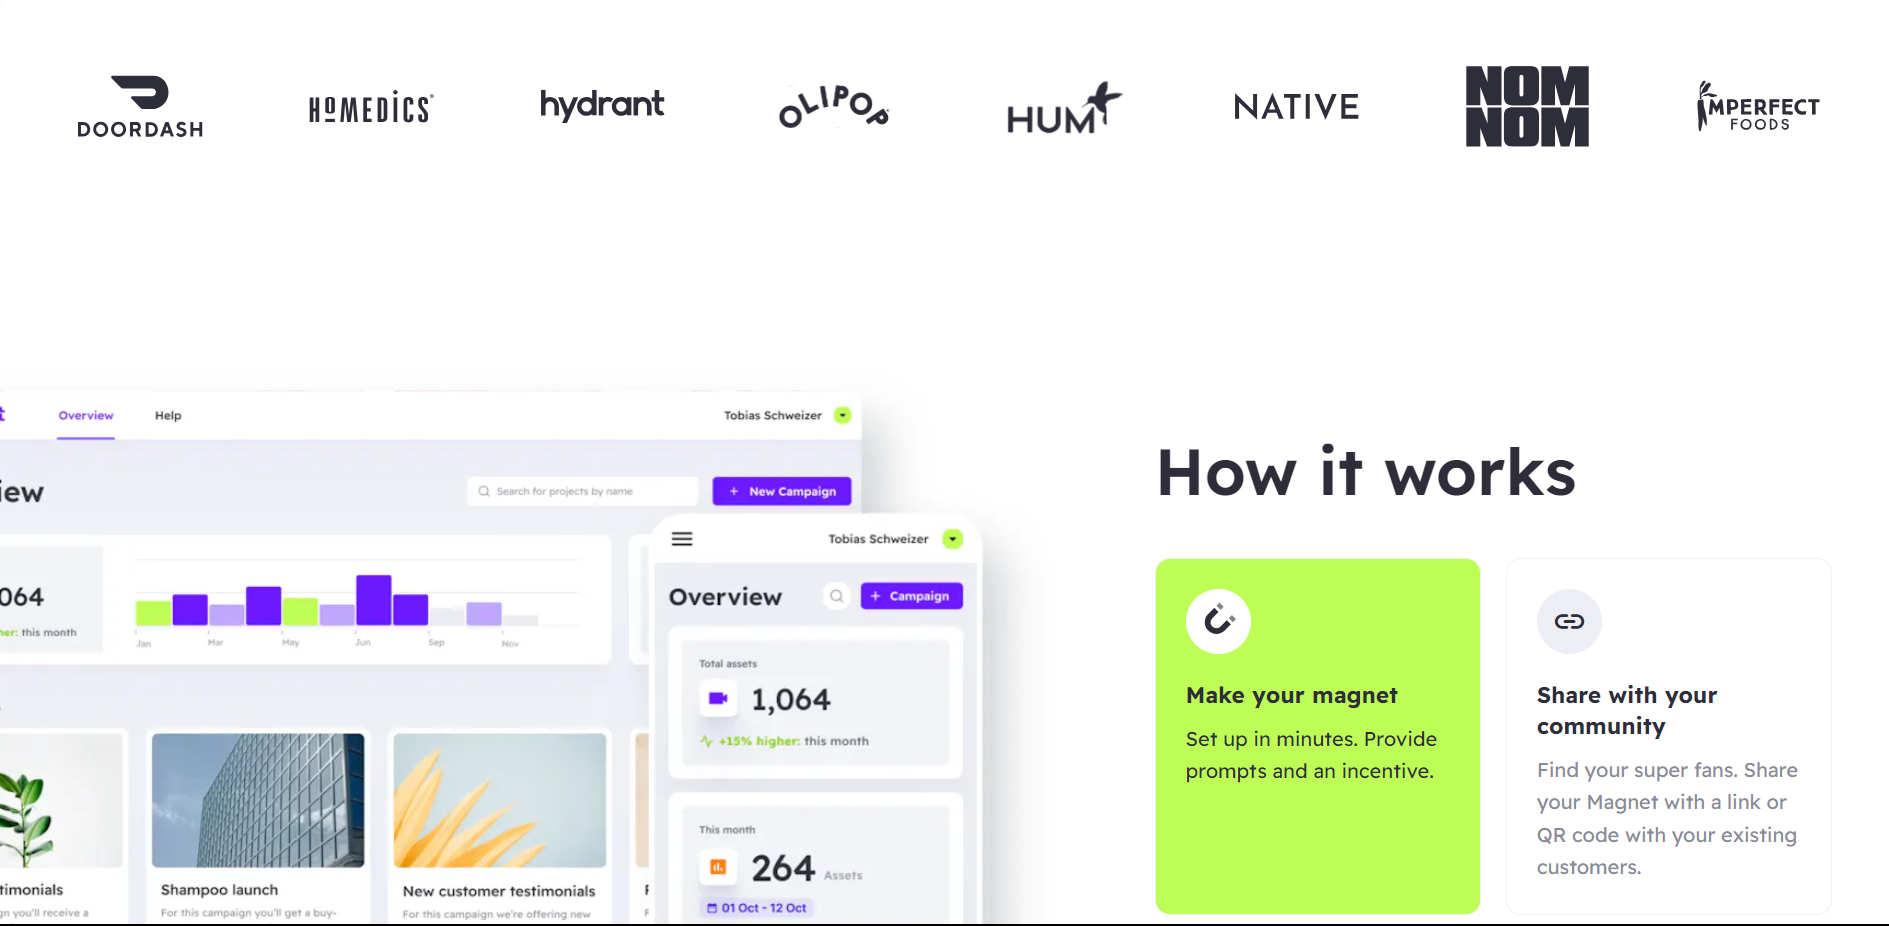 DOORDASH
HOMEDICS
hydrant
OLIPOP
HUM
NATIVE
NOM
NOM
IMPERFECT
FOODS
t
Overview
Help
Tobias Schweizer
iew
Search for projects by name
+ New Campaign
064
her: this month
Jan
Mar
May
Jun
Sep
Nov
timonials
gn you'll receive a
Shampoo launch
For this campaign you'll get a buy-
New customer testimonials
For this campaign we're offering new
Tobias Schweizer
Overview
+ Campaign
Total assets
1,064
+15% higher: this month
This month
264 Assets
01 Oct - 12 Oct
How it works
Make your magnet
Set up in minutes. Provide
prompts and an incentive.
Share with your
community
Find your super fans. Share
your Magnet with a link or
QR code with your existing
customers.